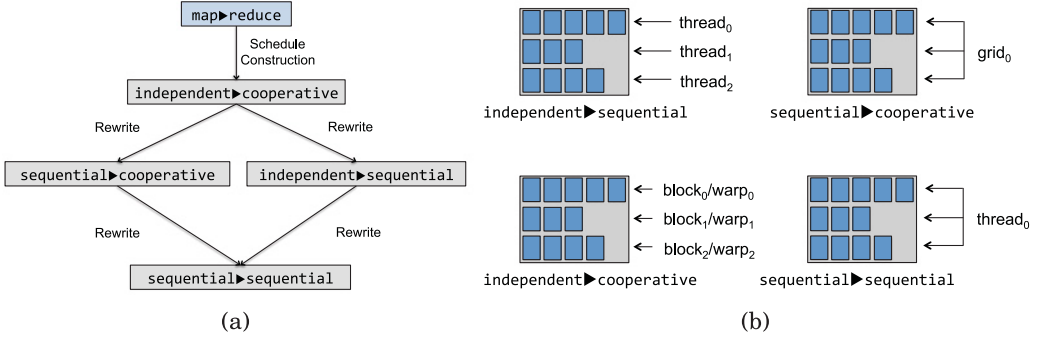 map▶reduce
Schedule
Construction
independent▶cooperative
Rewrite
Rewrite
sequential▶cooperative
independent▶sequential
Rewrite
Rewrite
sequential▶sequential
(a)
thread0
thread1
thread2
independent▶sequential
grid0
sequential▶cooperative
block0/warp0
block1/warp1
block2/warp2
independent▶cooperative
thread0
sequential▶sequential
(b)